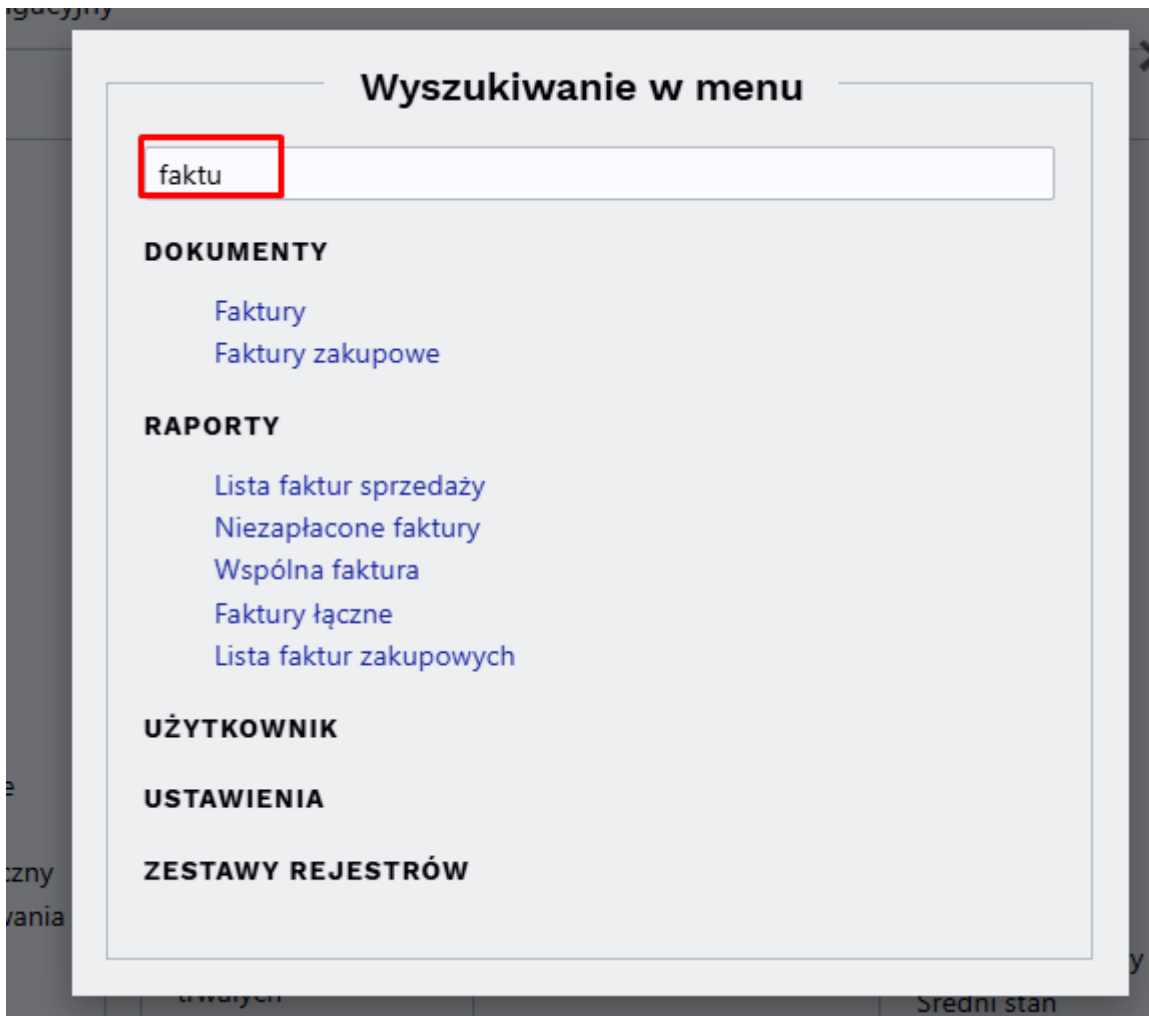 Wyszukiwanie w menu
faktu
DOKUMENTY
Faktury
Faktury zakupowe
RAPORTY
Lista faktur sprzedaży
Niezapłacone faktury
Wspólna faktura
Faktury łączne
Lista faktur zakupowych
UŻYTKOWNIK
USTAWIENIA
ZESTAWY REJESTRÓW
trwałych
Średni stan